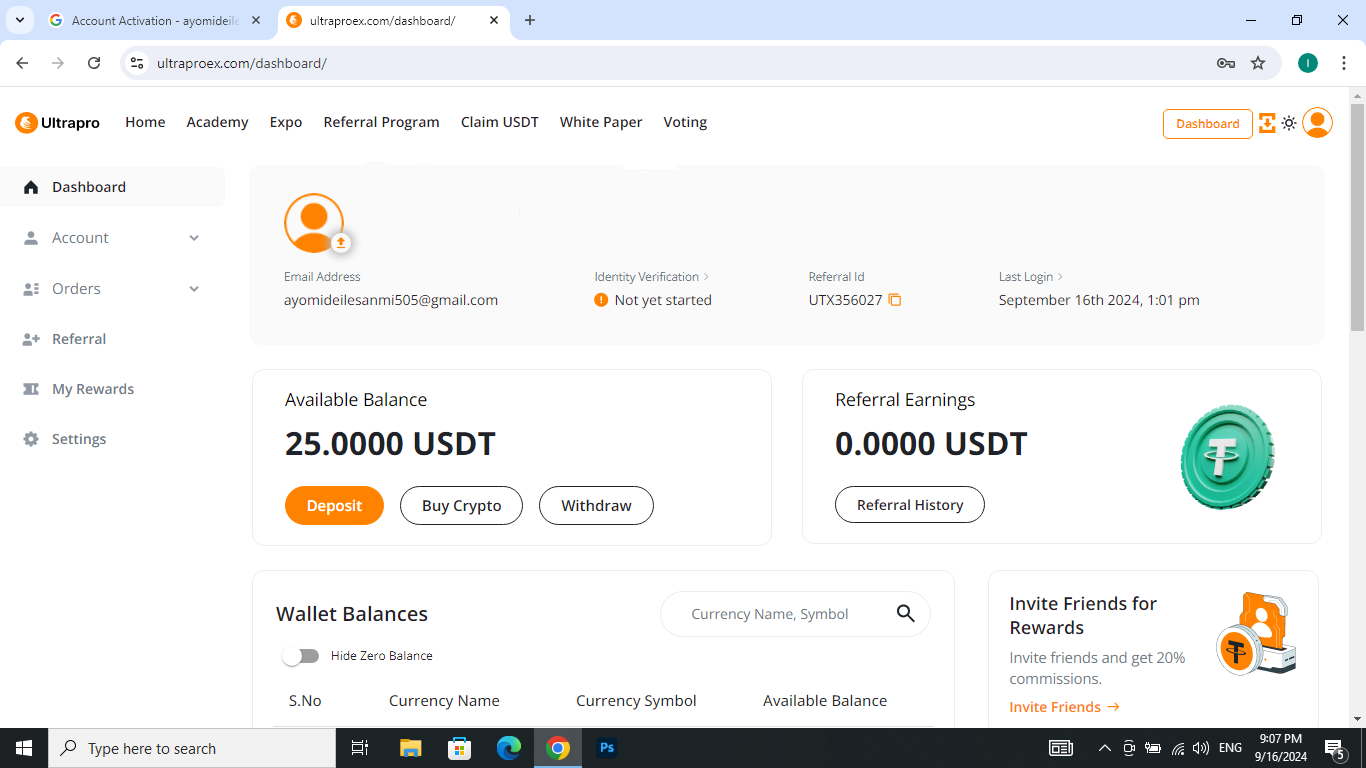 Account Activation - ayomideile
ultraproex.com/dashboard/
ultraproex.com/dashboard/
I
Ultrapro
Home Academy Expo Referral Program Claim USDT White Paper Voting
Dashboard
Dashboard
Account
Orders
Referral
My Rewards
Settings
Email Address
ayomideilesanmi505@gmail.com
Identity Verification >
Not yet started
Referral Id
UTX356027
Last Login >
September 16th 2024, 1:01 pm
Available Balance
25.0000 USDT
Deposit Buy Crypto Withdraw
Referral Earnings
0.0000 USDT
Referral History
Wallet Balances
Currency Name, Symbol
Hide Zero Balance
S.No Currency Name Currency Symbol Available Balance
Invite Friends for
Rewards
Invite friends and get 20%
commissions.
Invite Friends →
Type here to search
Ps
ENG
9:07 PM
9/16/2024
5